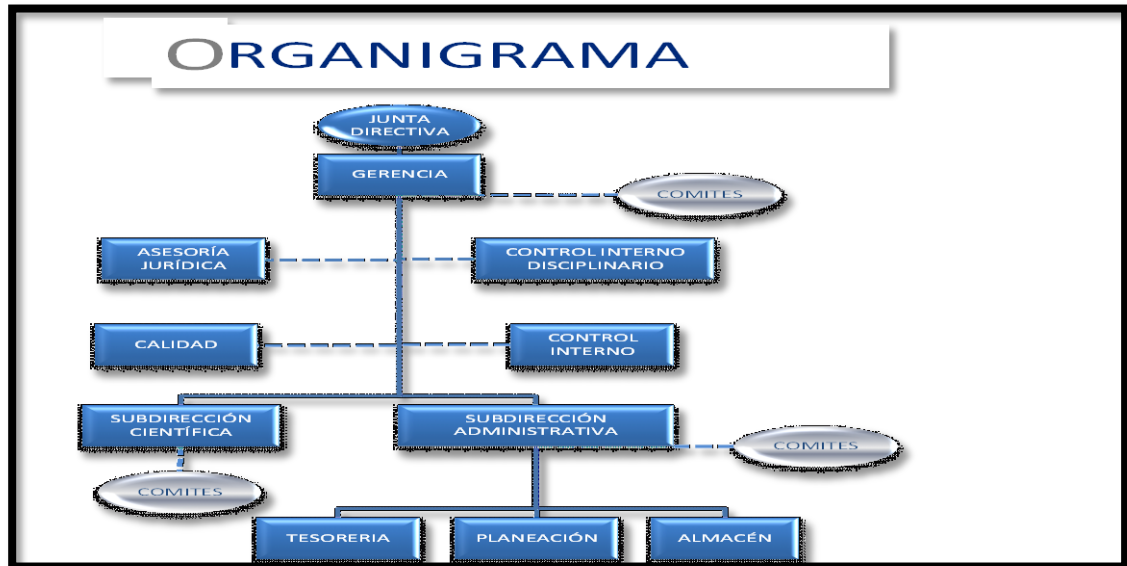 ORGANIGRAMA
JUNTA
DIRECTIVA
GERENCIA
COMITES
ASESORÍA
JURÍDICA
CONTROL INTERNO
DISCIPLINARIO
CALIDAD
CONTROL
INTERNO
SUBDIRECCIÓN
CIENTÍFICA
SUBDIRECCIÓN
ADMINISTRATIVA
COMITES
COMITES
TESORERIA
PLANEACIÓN
ALMACÉN